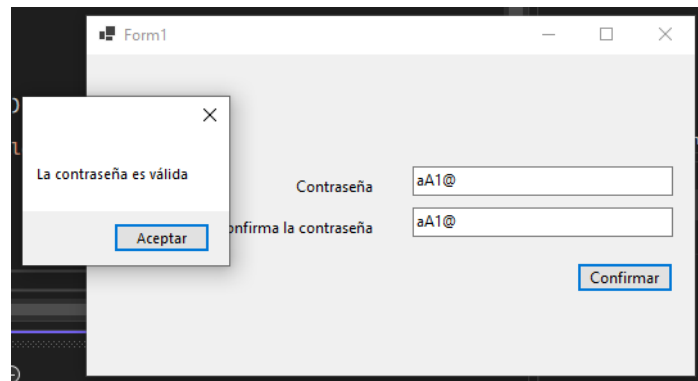 Form1
La contraseña es válida
Aceptar
Contraseña
aA1@
onfirma la contraseña
aA1@
Confirmar